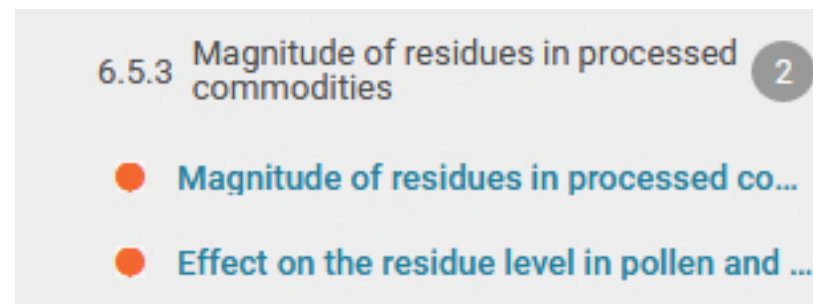 6.5.3 Magnitude of residues in processed
commodities
2
Magnitude of residues in processed co...
Effect on the residue level in pollen and ...